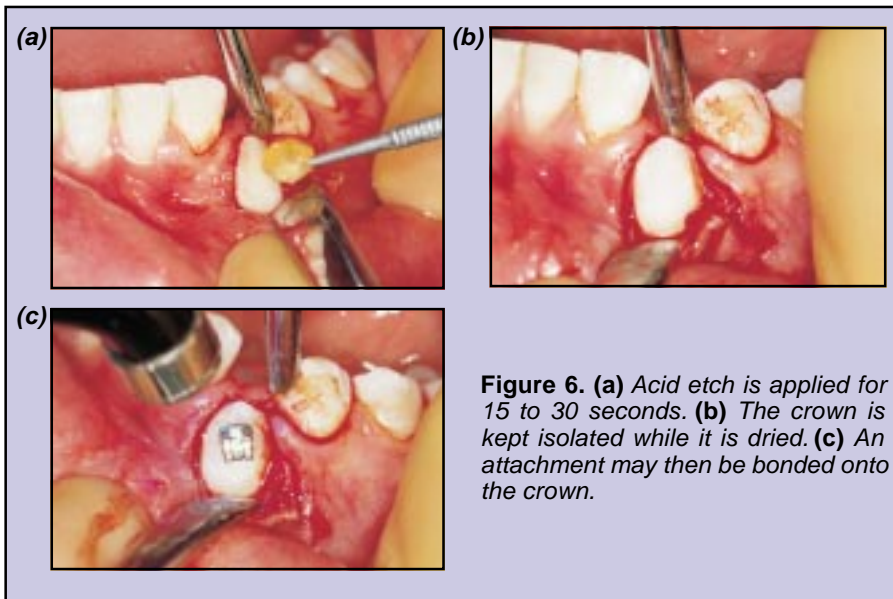 (a)
(b)
(c)
Figure 6. (a) Acid etch is applied for
15 to 30 seconds. (b) The crown is
kept isolated while it is dried. (c) An
attachment may then be bonded onto
the crown.